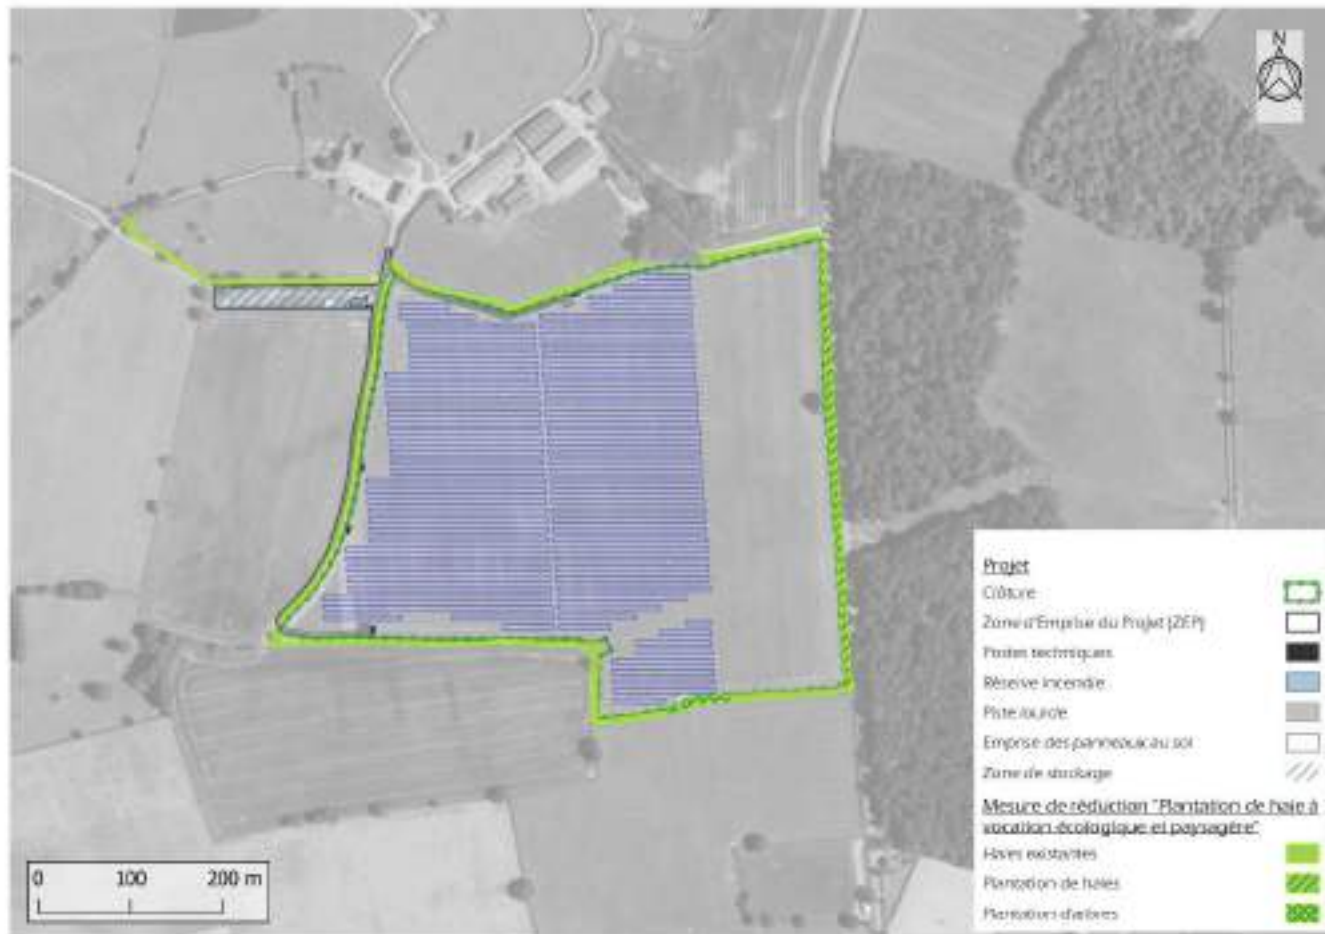 N
Projet
Clôture
Zone d'Emprise du Projet (ZEP)
Postes techniques
Réserve incendie
Piste lourde
Emprise des panneaux au sol
Zone de stockage
Mesure de réduction "Plantation de haie à
vocation écologique et paysagère"
Haies existantes
Plantation de haies
Plantation d'arbres
0 100 200 m